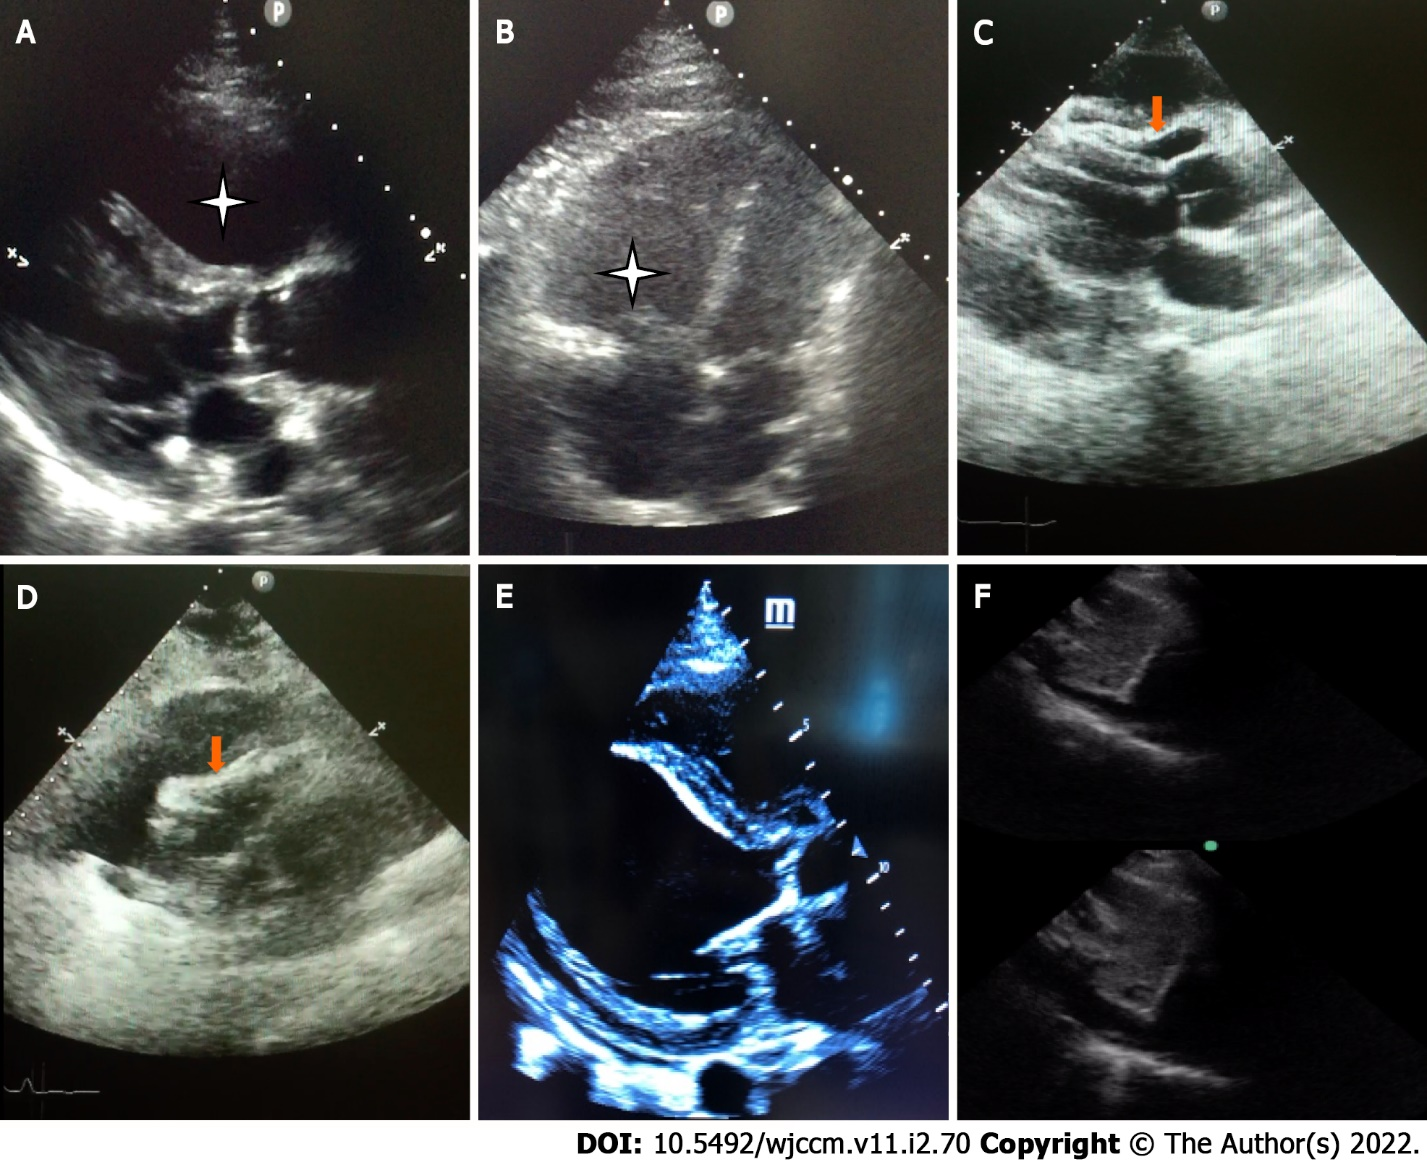 A
P
B
P
C
P
D
P
E
m
5
10
F
DOI: 10.5492/wjccm.v11.i2.70 Copyright © The Author(s) 2022.